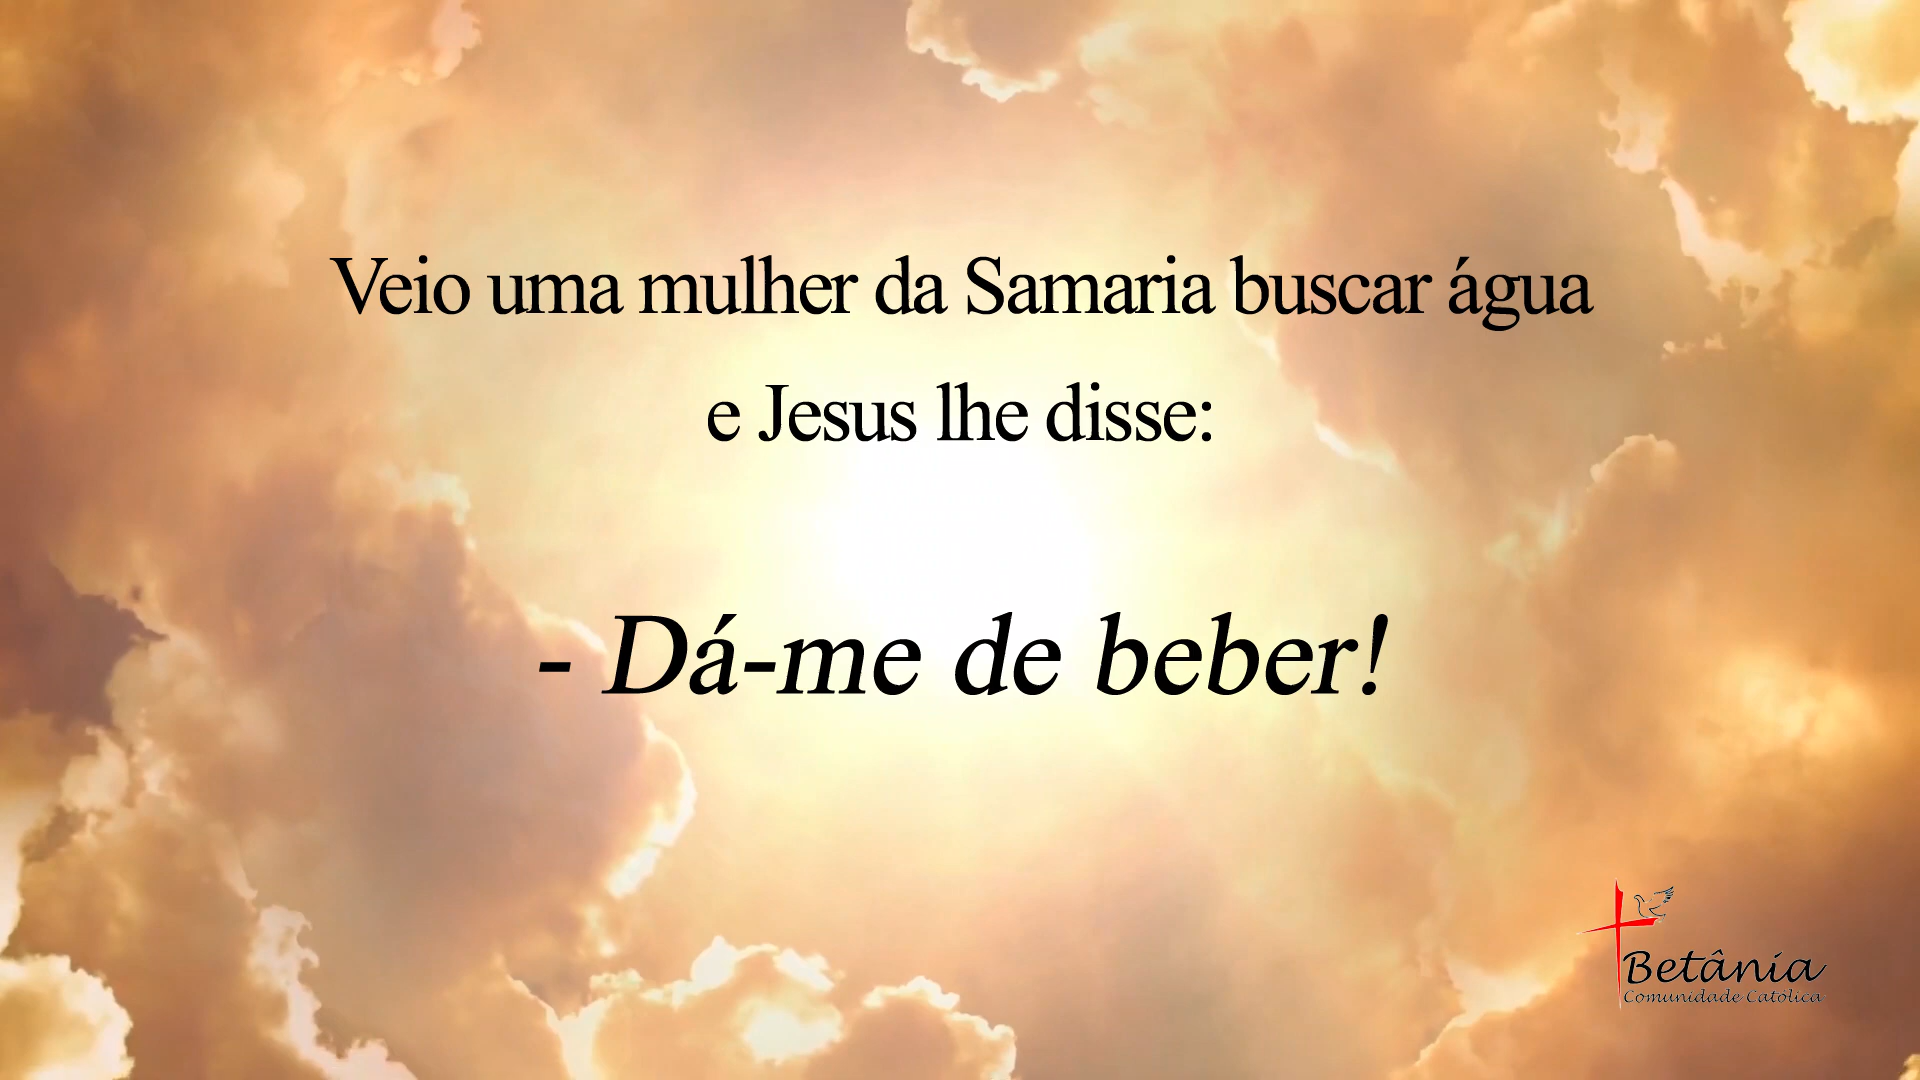 Veio uma mulher da Samaria buscar água
e Jesus lhe disse:
- Dá-me de beber!
Betânia
Comunidade Católica